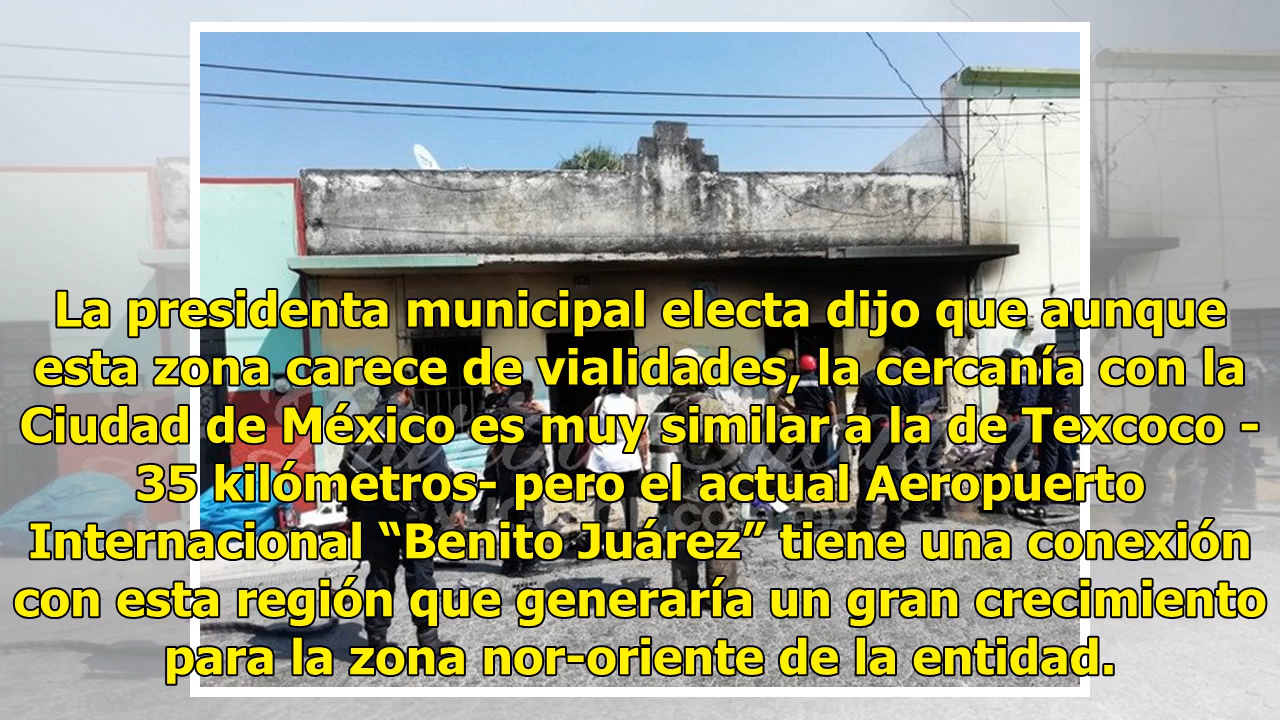 La presidenta municipal electa dijo que aunque
esta zona carece de vialidades, la cercanía con la
Ciudad de México es muy similar a la de Texcoco -
35 kilómetros- pero el actual Aeropuerto
Internacional “Benito Juárez” tiene una conexión
con esta región que generaría un gran crecimiento
para la zona nor-oriente de la entidad.